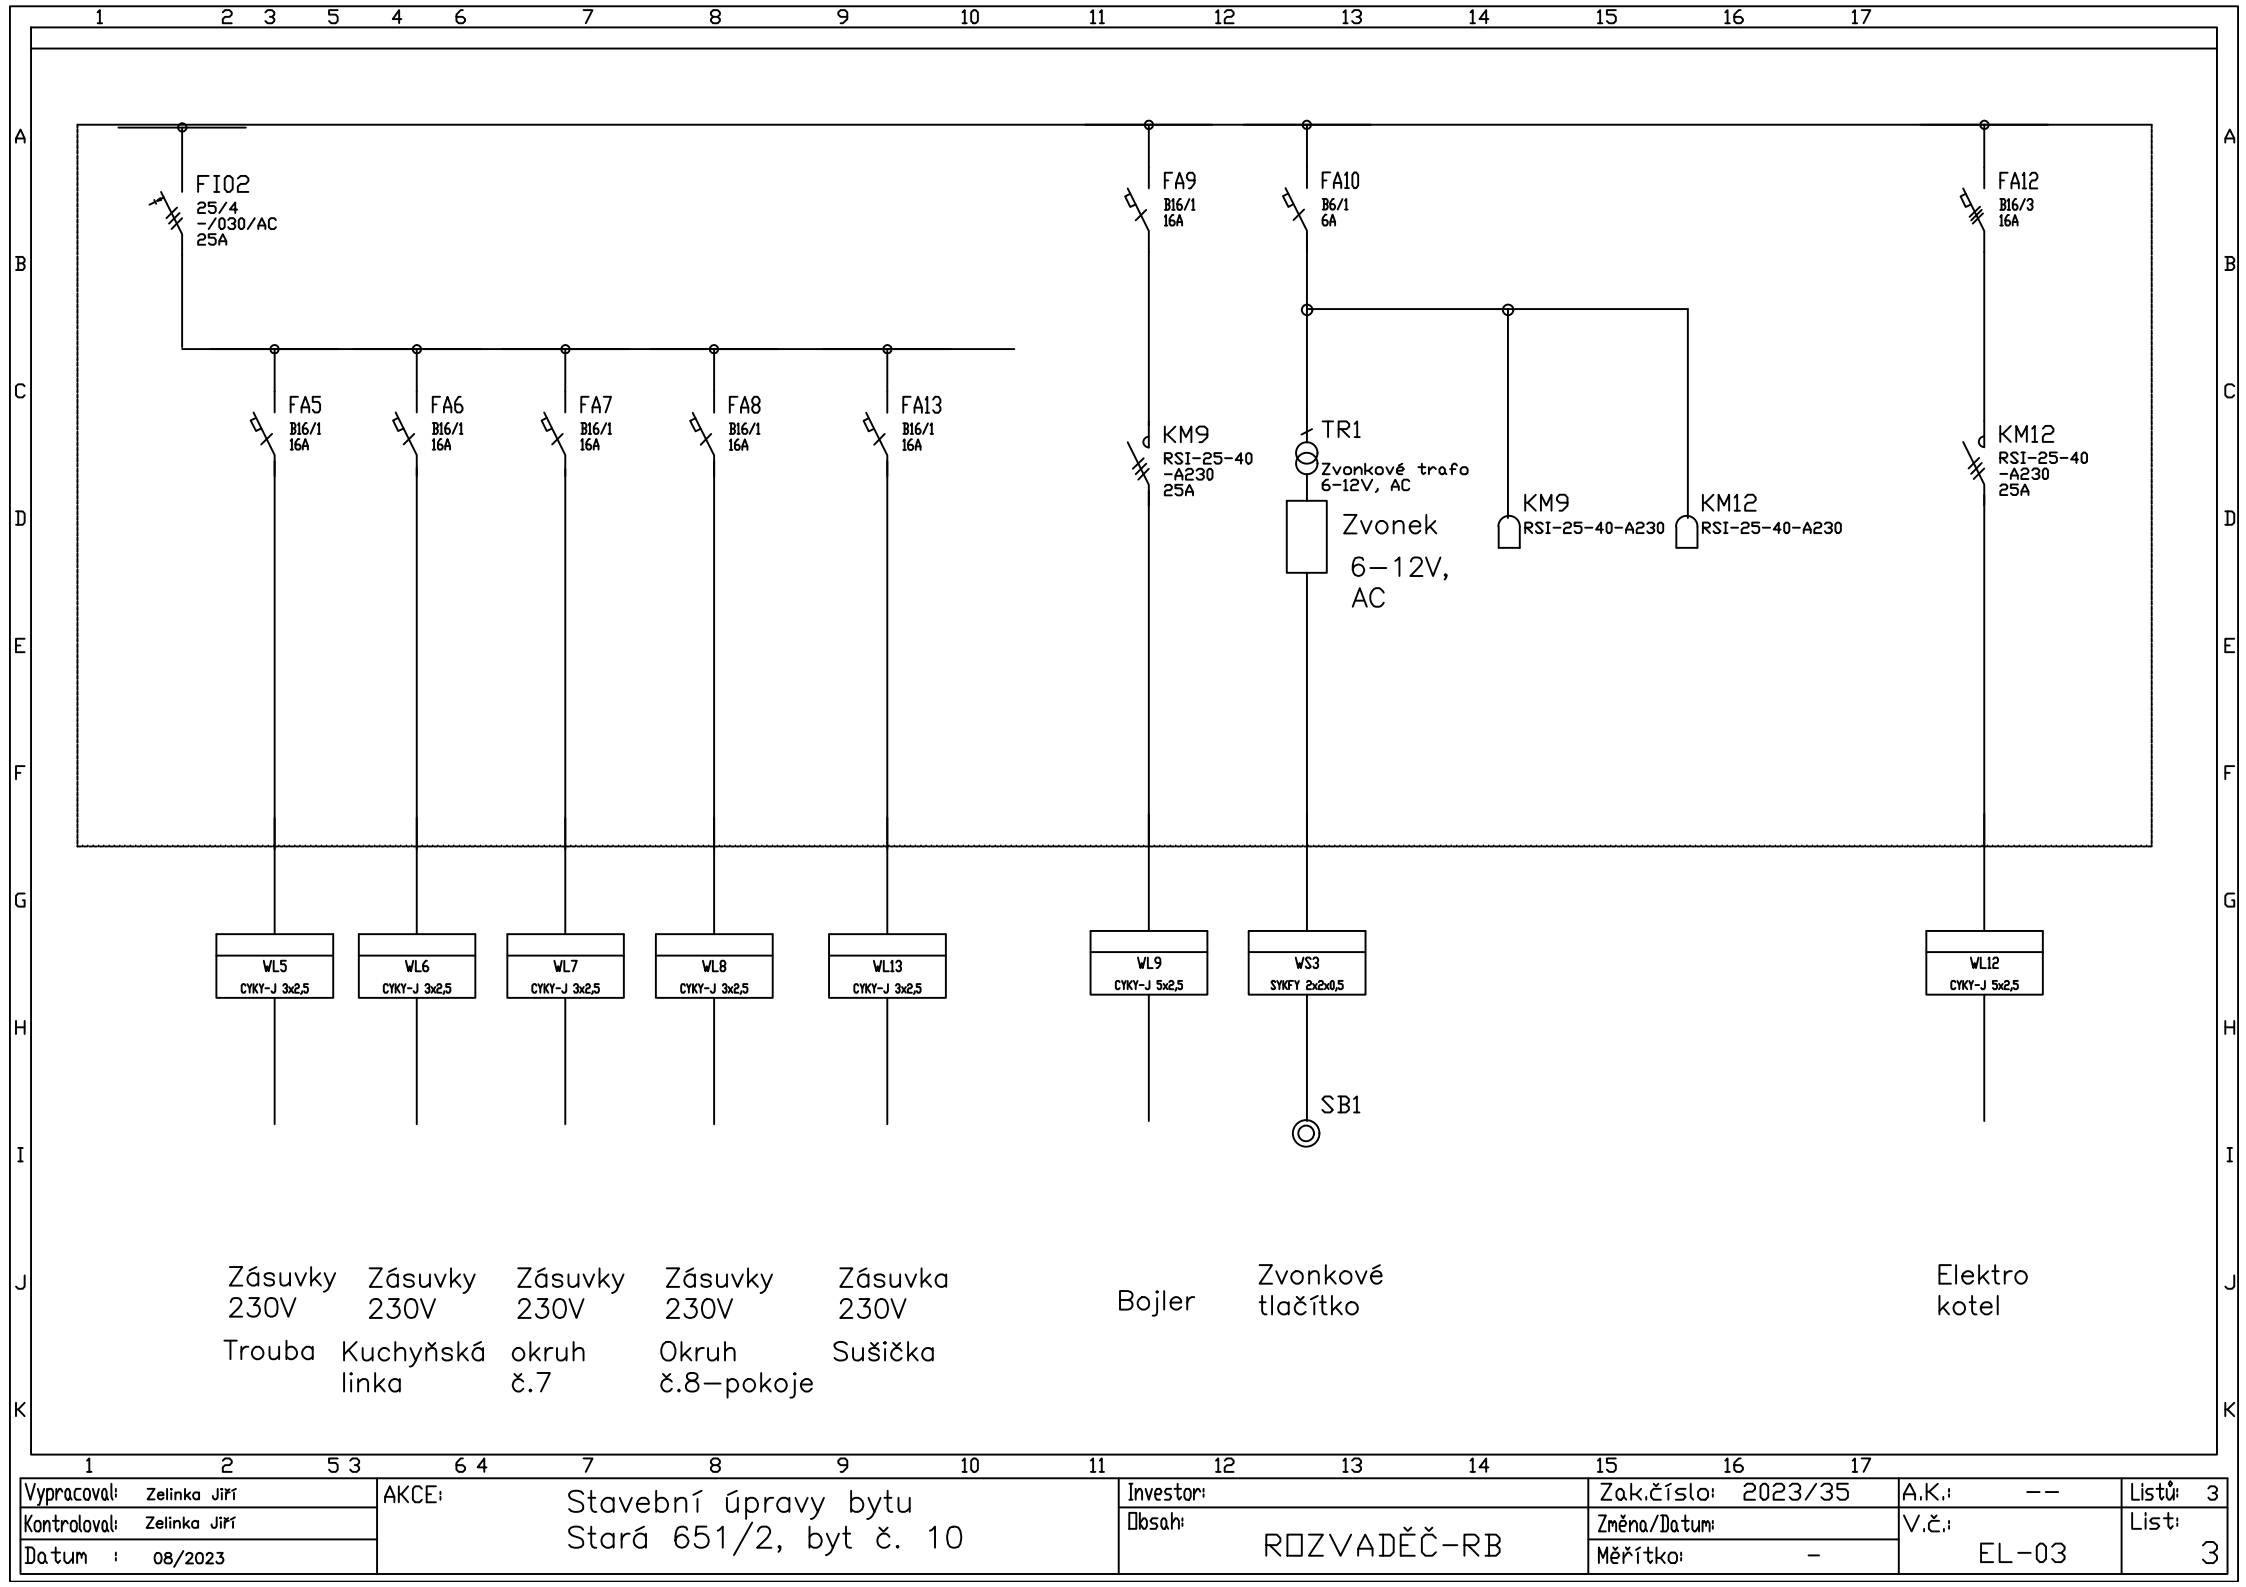 1 2 3 5 4 6 7 8 9 10 11 12 13 14 15 16 17
A A
B B
C C
D D
E E
F F
G G
H H
I I
J J
K K
FI02
25/4
-/030/AC
25A
FA9
B16/1
16A
FA10
B6/1
6A
FA12
B16/3
16A
FA5
B16/1
16A
FA6
B16/1
16A
FA7
B16/1
16A
FA8
B16/1
16A
FA13
B16/1
16A
KM9
RSI-25-40
-A230
25A
TR1
Zvonkové trafo
6-12V, AC
Zvonek
6-12V,
AC
KM9
RSI-25-40-A230
KM12
RSI-25-40-A230
KM12
RSI-25-40
-A230
25A
WL5
CYKY-J 3x2,5
WL6
CYKY-J 3x2,5
WL7
CYKY-J 3x2,5
WL8
CYKY-J 3x2,5
WL13
CYKY-J 3x2,5
WL9
CYKY-J 5x2,5
WS3
SYKFY 2x2x0,5
WL12
CYKY-J 5x2,5
SB1
Zásuvky
230V
Trouba
Zásuvky
230V
Kuchyňská
linka
Zásuvky
230V
okruh
č.7
Zásuvky
230V
Okruh
č.8-pokoje
Zásuvka
230V
Sušička
Bojler
Zvonkové
tlačítko
Elektro
kotel
1 2 5 3 6 4 7 8 9 10 11 12 13 14 15 16 17
Vypracoval: Zelinka Jiří
Kontroloval: Zelinka Jiří
Datum : 08/2023
AKCE:
Stavební úpravy bytu
Stará 651/2, byt č. 10
Investor:
Obsah:
ROZVADĚČ-RB
Zak.číslo: 2023/35
Změna/Datum:
Měřítko: -
A.K.: --
V.č.:
EL-03
Listů: 3
List:
3